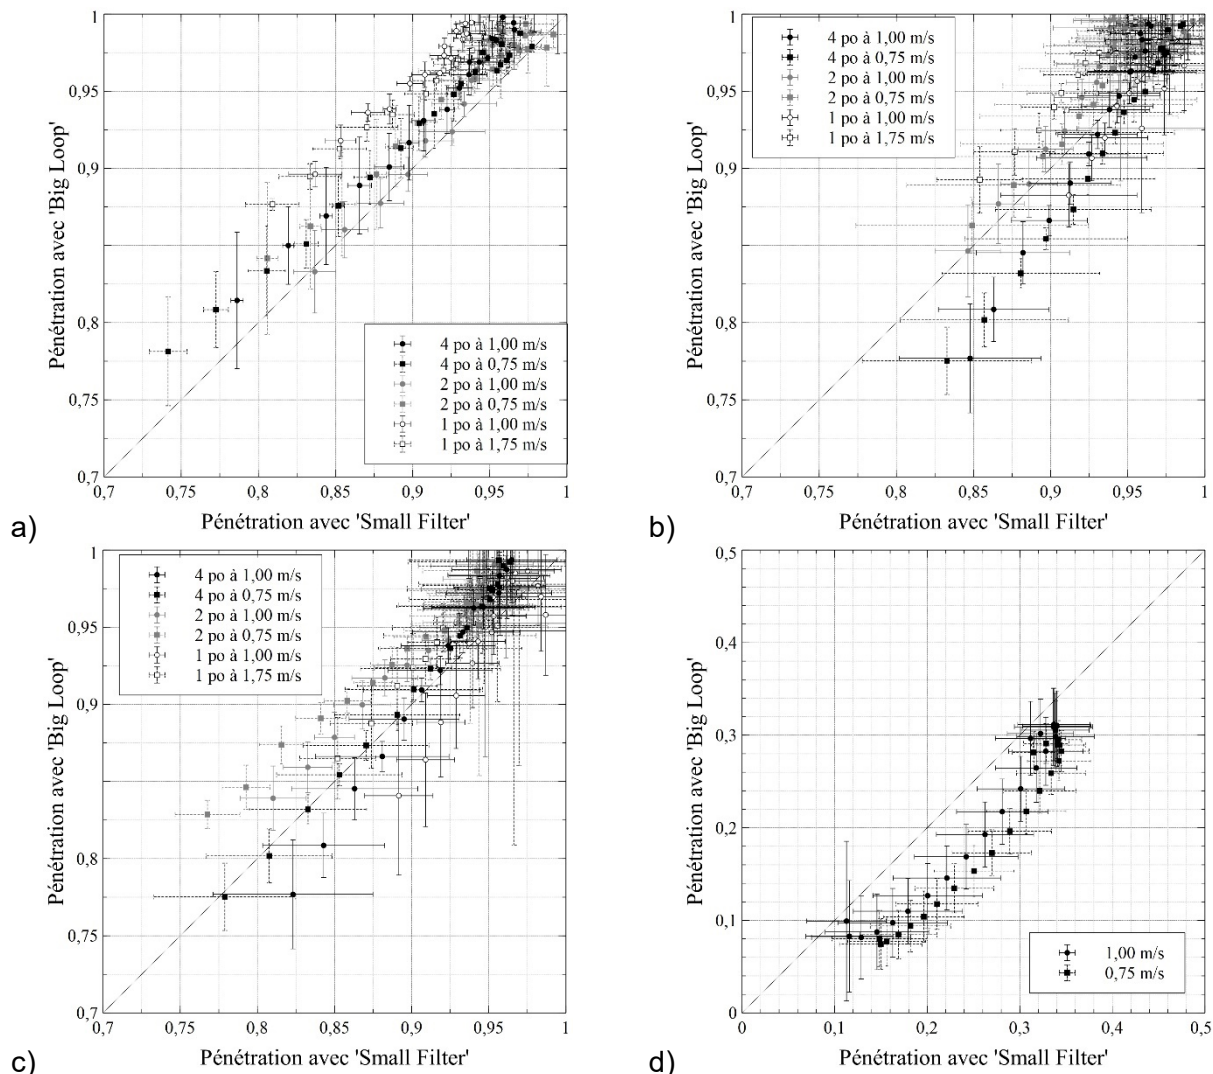 1
0,95
0,9
0,85
0,8
0,75
0,7
0,7
0,75
0,8
0,85
0,9
0,95
1
Pénétration avec 'Big Loop'
Pénétration avec 'Small Filter'
4 po à 1,00 m/s
4 po à 0,75 m/s
2 po à 1,00 m/s
2 po à 0,75 m/s
1 po à 1,00 m/s
1 po à 1,75 m/s
a)
1
0,95
0,9
0,85
0,8
0,75
0,7
0,7
0,75
0,8
0,85
0,9
0,95
1
Pénétration avec 'Big Loop'
Pénétration avec 'Small Filter'
4 po à 1,00 m/s
4 po à 0,75 m/s
2 po à 1,00 m/s
2 po à 0,75 m/s
1 po à 1,00 m/s
1 po à 1,75 m/s
b)
1
0,95
0,9
0,85
0,8
0,75
0,7
0,7
0,75
0,8
0,85
0,9
0,95
1
Pénétration avec 'Big Loop'
Pénétration avec 'Small Filter'
4 po à 1,00 m/s
4 po à 0,75 m/s
2 po à 1,00 m/s
2 po à 0,75 m/s
1 po à 1,00 m/s
1 po à 1,75 m/s
c)
0,5
0,4
0,3
0,2
0,1
0
0
0,1
0,2
0,3
0,4
0,5
Pénétration avec 'Big Loop'
Pénétration avec 'Small Filter'
1,00 m/s
0,75 m/s
d)